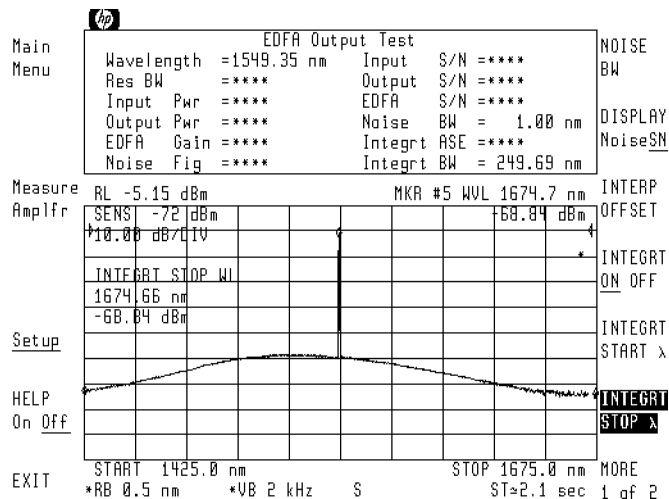 hp
Main
Menu
EDFA Output Test
Wavelength =1549.35 nm Input S/N =****
Res BW =**** Output S/N =****
Input Pwr =**** EDFA S/N =****
Output Pwr =**** Noise BW = 1.00 nm
EDFA Gain =**** Integrt ASE =****
Noise Fig =**** Integrt BW = 249.69 nm
NOISE
BW
DISPLAY
NoiseSN
Measure
Amplfr
RL -5.15 dBm MKR #5 WVL 1674.7 nm
SENS -72 dBm -68.84 dBm
10.00 dB/DIV
INTEGRT STOP WL
1674.66 nm
-68.84 dBm
INTERP
OFFSET
INTEGRT
ON OFF
INTEGRT
START λ
INTEGRT
STOP λ
Setup
HELP
On Off
EXIT
START 1425.0 nm STOP 1675.0 nm
*RB 0.5 nm *VB 2 kHz S ST≈2.1 sec
MORE
1 of 2